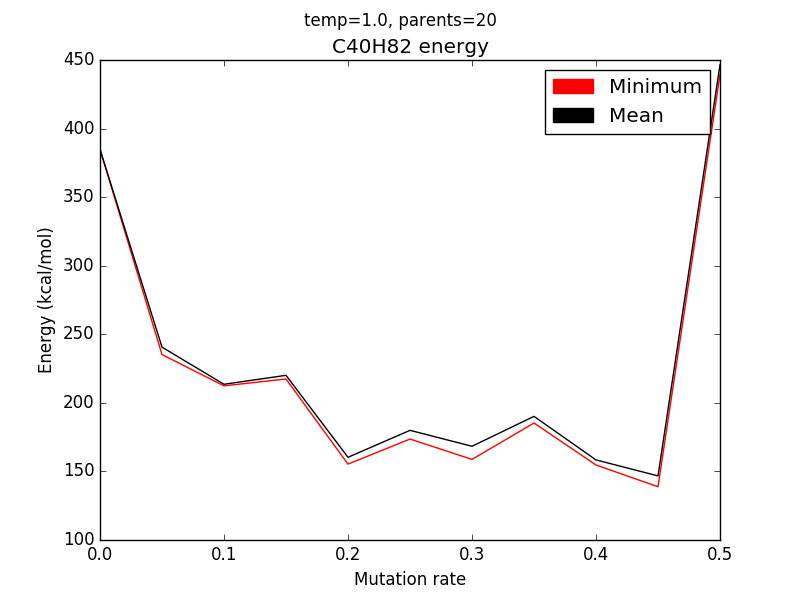 temp=1.0, parents=20
C40H82 energy
450
400
350
300
250
200
150
100
Energy (kcal/mol)
Minimum
Mean
0.0 0.1 0.2 0.3 0.4 0.5
Mutation rate